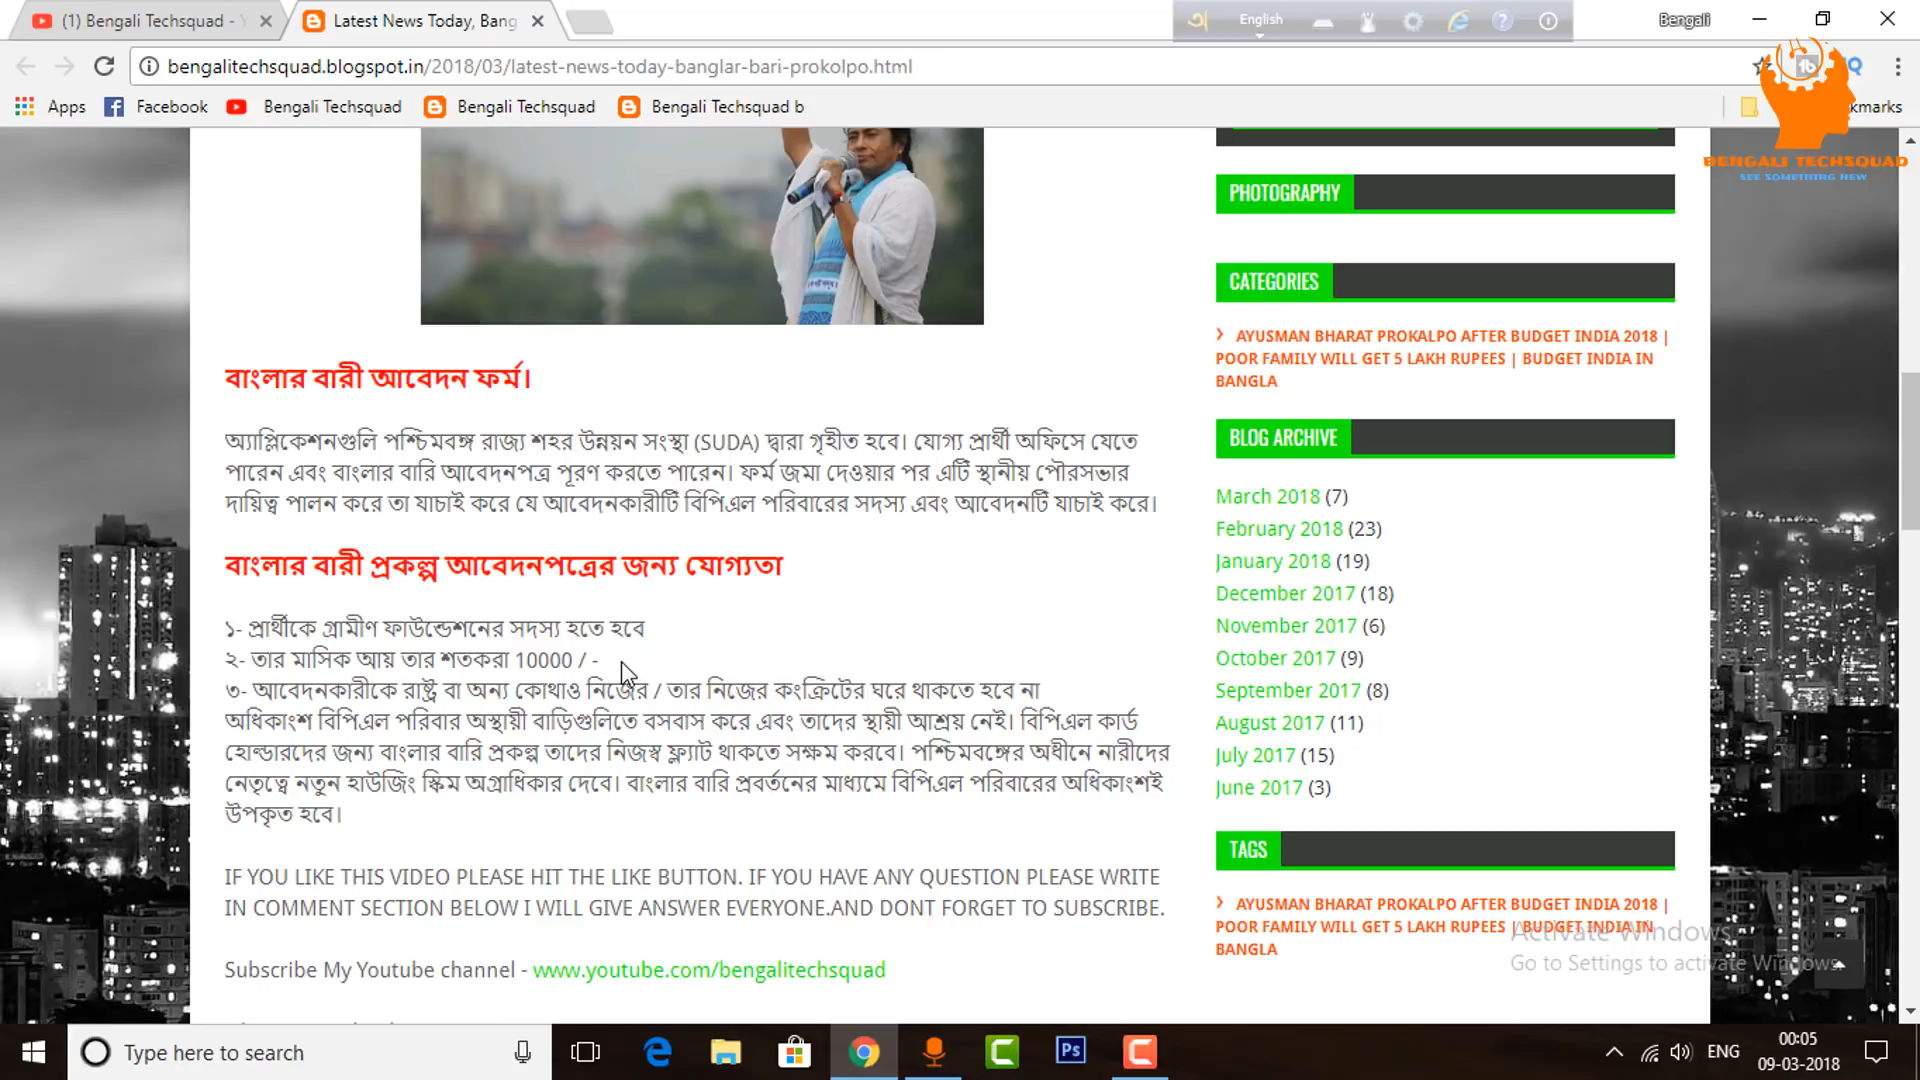 (1) Bengali Techsquad - Y
Latest News Today, Bang
English
Bengali
bengalitechsquad.blogspot.in/2018/03/latest-news-today-banglar-bari-prokolpo.html
Apps
Facebook
Bengali Techsquad
Bengali Techsquad
Bengali Techsquad b
kmarks
BENGALI TECHSQUAD
SEE SOMETHING NEW
বাংলার বারী আবেদন ফর্ম।
অ্যাপ্লিকেশনগুলি পশ্চিমবঙ্গ রাজ্য শহর উন্নয়ন সংস্থা (SUDA) দ্বারা গৃহীত হবে। যোগ্য প্রার্থী অফিসে যেতে
পারেন এবং বাংলার বারি আবেদনপত্র পূরণ করতে পারেন। ফর্ম জমা দেওয়ার পর এটি স্থানীয় পৌরসভার
দায়িত্ব পালন করে তা যাচাই করে যে আবেদনকারীটি বিপিএল পরিবারের সদস্য এবং আবেদনটি যাচাই করে।
বাংলার বারী প্রকল্প আবেদনপত্রের জন্য যোগ্যতা
১- প্রার্থীকে গ্রামীণ ফাউন্ডেশনের সদস্য হতে হবে
২- তার মাসিক আয় তার শতকরা 10000 / -
৩- আবেদনকারীকে রাষ্ট্র বা অন্য কোথাও নিজের / তার নিজের কংক্রিটের ঘরে থাকতে হবে না
অধিকাংশ বিপিএল পরিবার অস্থায়ী বাড়িগুলিতে বসবাস করে এবং তাদের স্থায়ী আশ্রয় নেই। বিপিএল কার্ড
হোল্ডারদের জন্য বাংলার বারি প্রকল্প তাদের নিজস্ব ফ্ল্যাট থাকতে সক্ষম করবে। পশ্চিমবঙ্গের অধীনে নারীদের
নেতৃত্বে নতুন হাউজিং স্কিম অগ্রাধিকার দেবে। বাংলার বারি প্রবর্তনের মাধ্যমে বিপিএল পরিবারের অধিকাংশই
উপকৃত হবে।
IF YOU LIKE THIS VIDEO PLEASE HIT THE LIKE BUTTON. IF YOU HAVE ANY QUESTION PLEASE WRITE
IN COMMENT SECTION BELOW I WILL GIVE ANSWER EVERYONE.AND DONT FORGET TO SUBSCRIBE.
Subscribe My Youtube channel - www.youtube.com/bengalitechsquad
PHOTOGRAPHY
CATEGORIES
AYUSMAN BHARAT PROKALPO AFTER BUDGET INDIA 2018 |
POOR FAMILY WILL GET 5 LAKH RUPEES | BUDGET INDIA IN
BANGLA
BLOG ARCHIVE
March 2018 (7)
February 2018 (23)
January 2018 (19)
December 2017 (18)
November 2017 (6)
October 2017 (9)
September 2017 (8)
August 2017 (11)
July 2017 (15)
June 2017 (3)
TAGS
AYUSMAN BHARAT PROKALPO AFTER BUDGET INDIA 2018 |
POOR FAMILY WILL GET 5 LAKH RUPEES | BUDGET INDIA IN
BANGLA
Activate Windows
Go to Settings to activate Windows.
Type here to search
Ps
ENG
00:05
09-03-2018